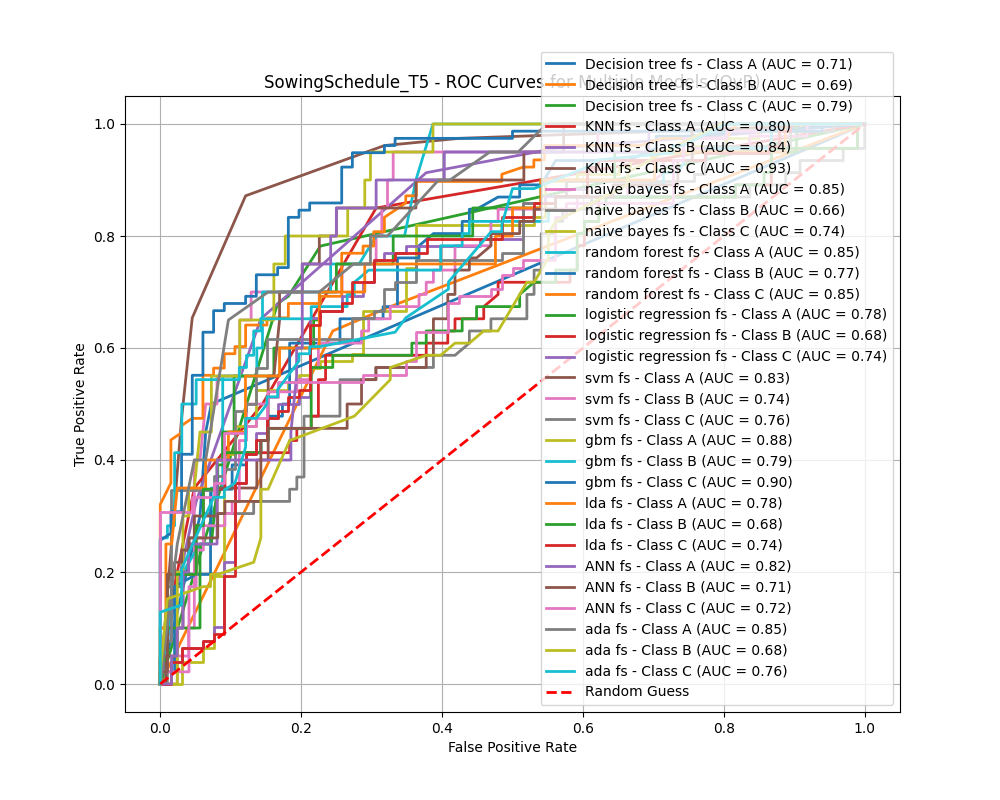 SowingSchedule_T5 - ROC Curves for Multiple Models (OvR)
Decision tree fs - Class A (AUC = 0.71)
Decision tree fs - Class B (AUC = 0.69)
Decision tree fs - Class C (AUC = 0.79)
KNN fs - Class A (AUC = 0.80)
KNN fs - Class B (AUC = 0.84)
KNN fs - Class C (AUC = 0.93)
naive bayes fs - Class A (AUC = 0.85)
naive bayes fs - Class B (AUC = 0.66)
naive bayes fs - Class C (AUC = 0.74)
random forest fs - Class A (AUC = 0.85)
random forest fs - Class B (AUC = 0.77)
random forest fs - Class C (AUC = 0.85)
logistic regression fs - Class A (AUC = 0.78)
logistic regression fs - Class B (AUC = 0.68)
logistic regression fs - Class C (AUC = 0.74)
svm fs - Class A (AUC = 0.83)
svm fs - Class B (AUC = 0.74)
svm fs - Class C (AUC = 0.76)
gbm fs - Class A (AUC = 0.88)
gbm fs - Class B (AUC = 0.79)
gbm fs - Class C (AUC = 0.90)
lda fs - Class A (AUC = 0.78)
lda fs - Class B (AUC = 0.68)
lda fs - Class C (AUC = 0.74)
ANN fs - Class A (AUC = 0.82)
ANN fs - Class B (AUC = 0.71)
ANN fs - Class C (AUC = 0.72)
ada fs - Class A (AUC = 0.85)
ada fs - Class B (AUC = 0.68)
ada fs - Class C (AUC = 0.76)
Random Guess
True Positive Rate
1.0
0.8
0.6
0.4
0.2
0.0
0.0 0.2 0.4 0.6 0.8 1.0
False Positive Rate